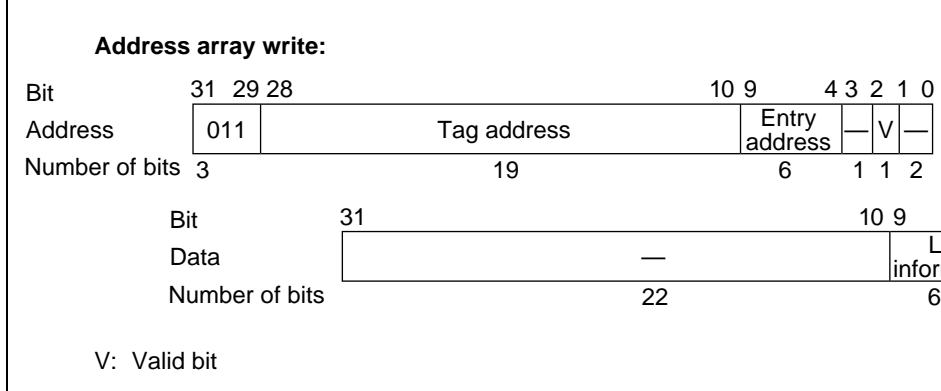 Address array write:
Bit 31 29 28 10 9 4 3 2 1 0
Address 011 Tag address Entry address — V —
Number of bits 3 19 6 1 1 2
Bit 31 10 9
Data —
Number of bits 22 6
V: Valid bit